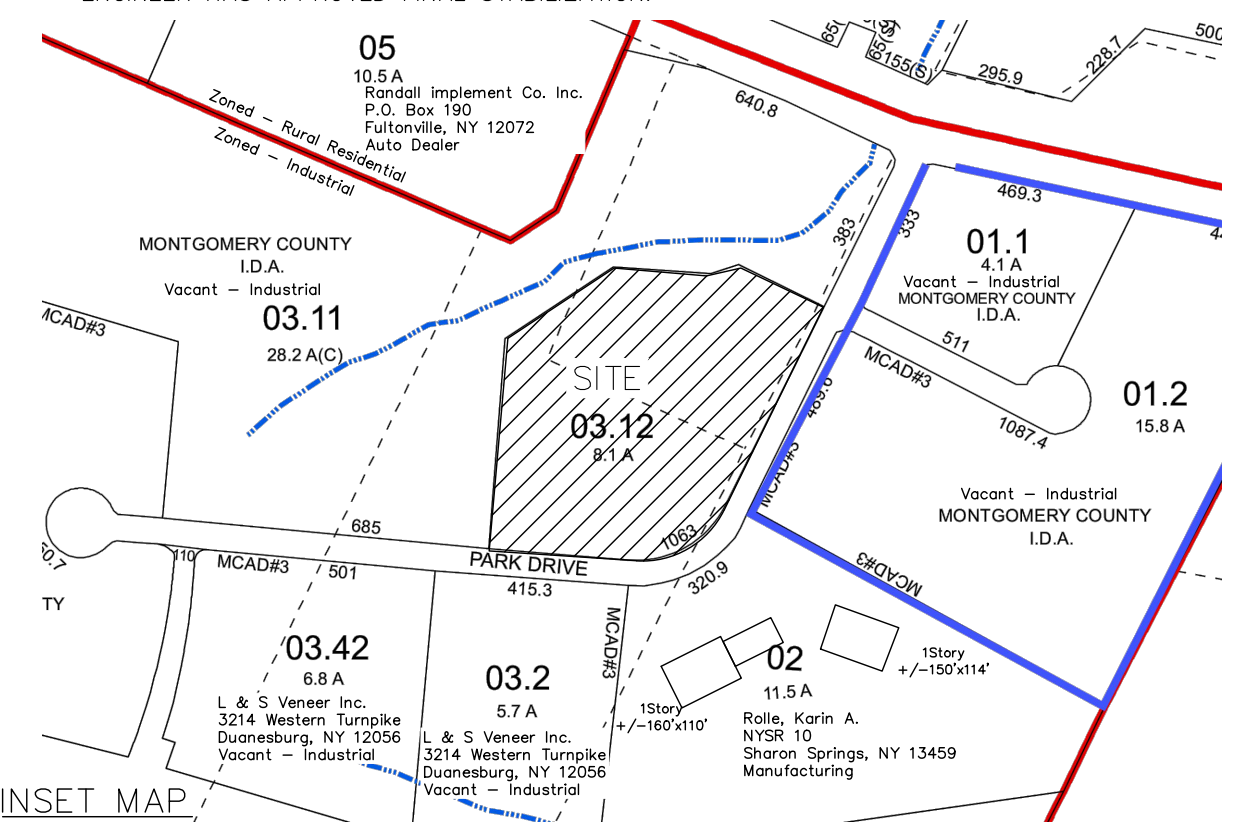 05
10.5 A
Randall implement Co. Inc.
P.O. Box 190
Fultonville, NY 12072
Auto Dealer
Zoned – Rural Residential
Zoned – Industrial
640.8
155(S)
295.9
228.7
500
469.3
333
383
01.1
4.1 A
Vacant – Industrial
MONTGOMERY COUNTY
I.D.A.
MONTGOMERY COUNTY
I.D.A.
Vacant – Industrial
03.11
28.2 A(C)
MCAD#3
511
MCAD#3
1087.4
01.2
15.8 A
SITE
03.12
8.1 A
489.6
MCAD#3
Vacant – Industrial
MONTGOMERY COUNTY
I.D.A.
685
1063
PARK DRIVE
110
MCAD#3
501
415.3
320.9
MCAD#3
MCAD#3
TY
03.42
6.8 A
L & S Veneer Inc.
3214 Western Turnpike
Duanesburg, NY 12056
Vacant – Industrial
03.2
5.7 A
L & S Veneer Inc.
3214 Western Turnpike
Duanesburg, NY 12056
Vacant – Industrial
02
11.5 A
Rolle, Karin A.
NYSR 10
Sharon Springs, NY 13459
Manufacturing
1Story
+/-160'x110'
1Story
+/-150'x114'
INSET MAP